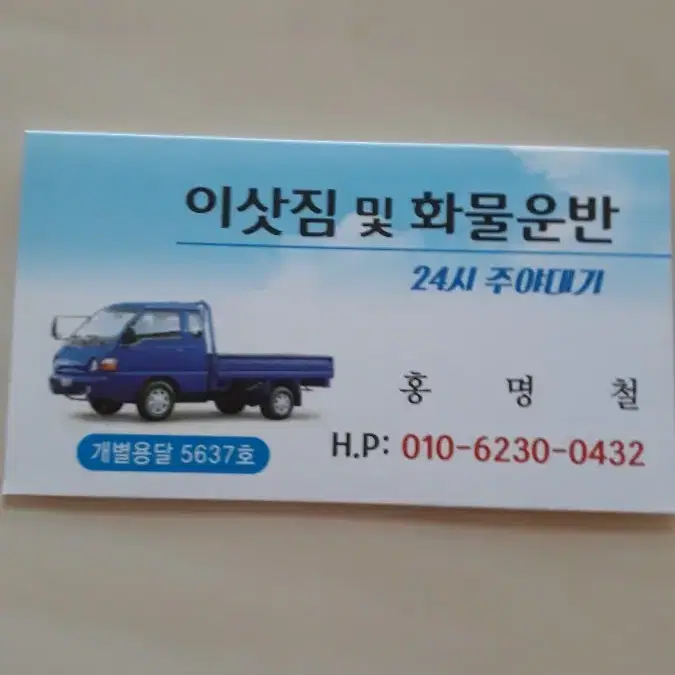 이삿짐 및 화물운반
24시 주야대기
홍 명 철
개별용달 5637호
H.P: 010-6230-0432